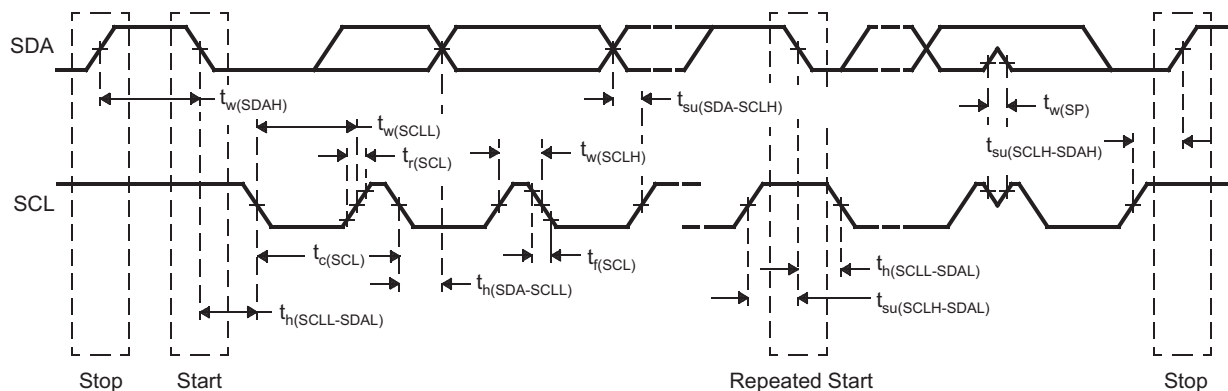 SDA
t_w(SDAH)
t_su(SDA-SCLH)
t_w(SP)
t_w(SCLL)
t_r(SCL)
t_w(SCLH)
t_su(SCLH-SDAH)
SCL
t_c(SCL)
t_f(SCL)
t_h(SCLL-SDAL)
t_h(SDA-SCLL)
t_su(SCLH-SDAL)
t_h(SCLL-SDAL)
Stop
Start
Repeated Start
Stop